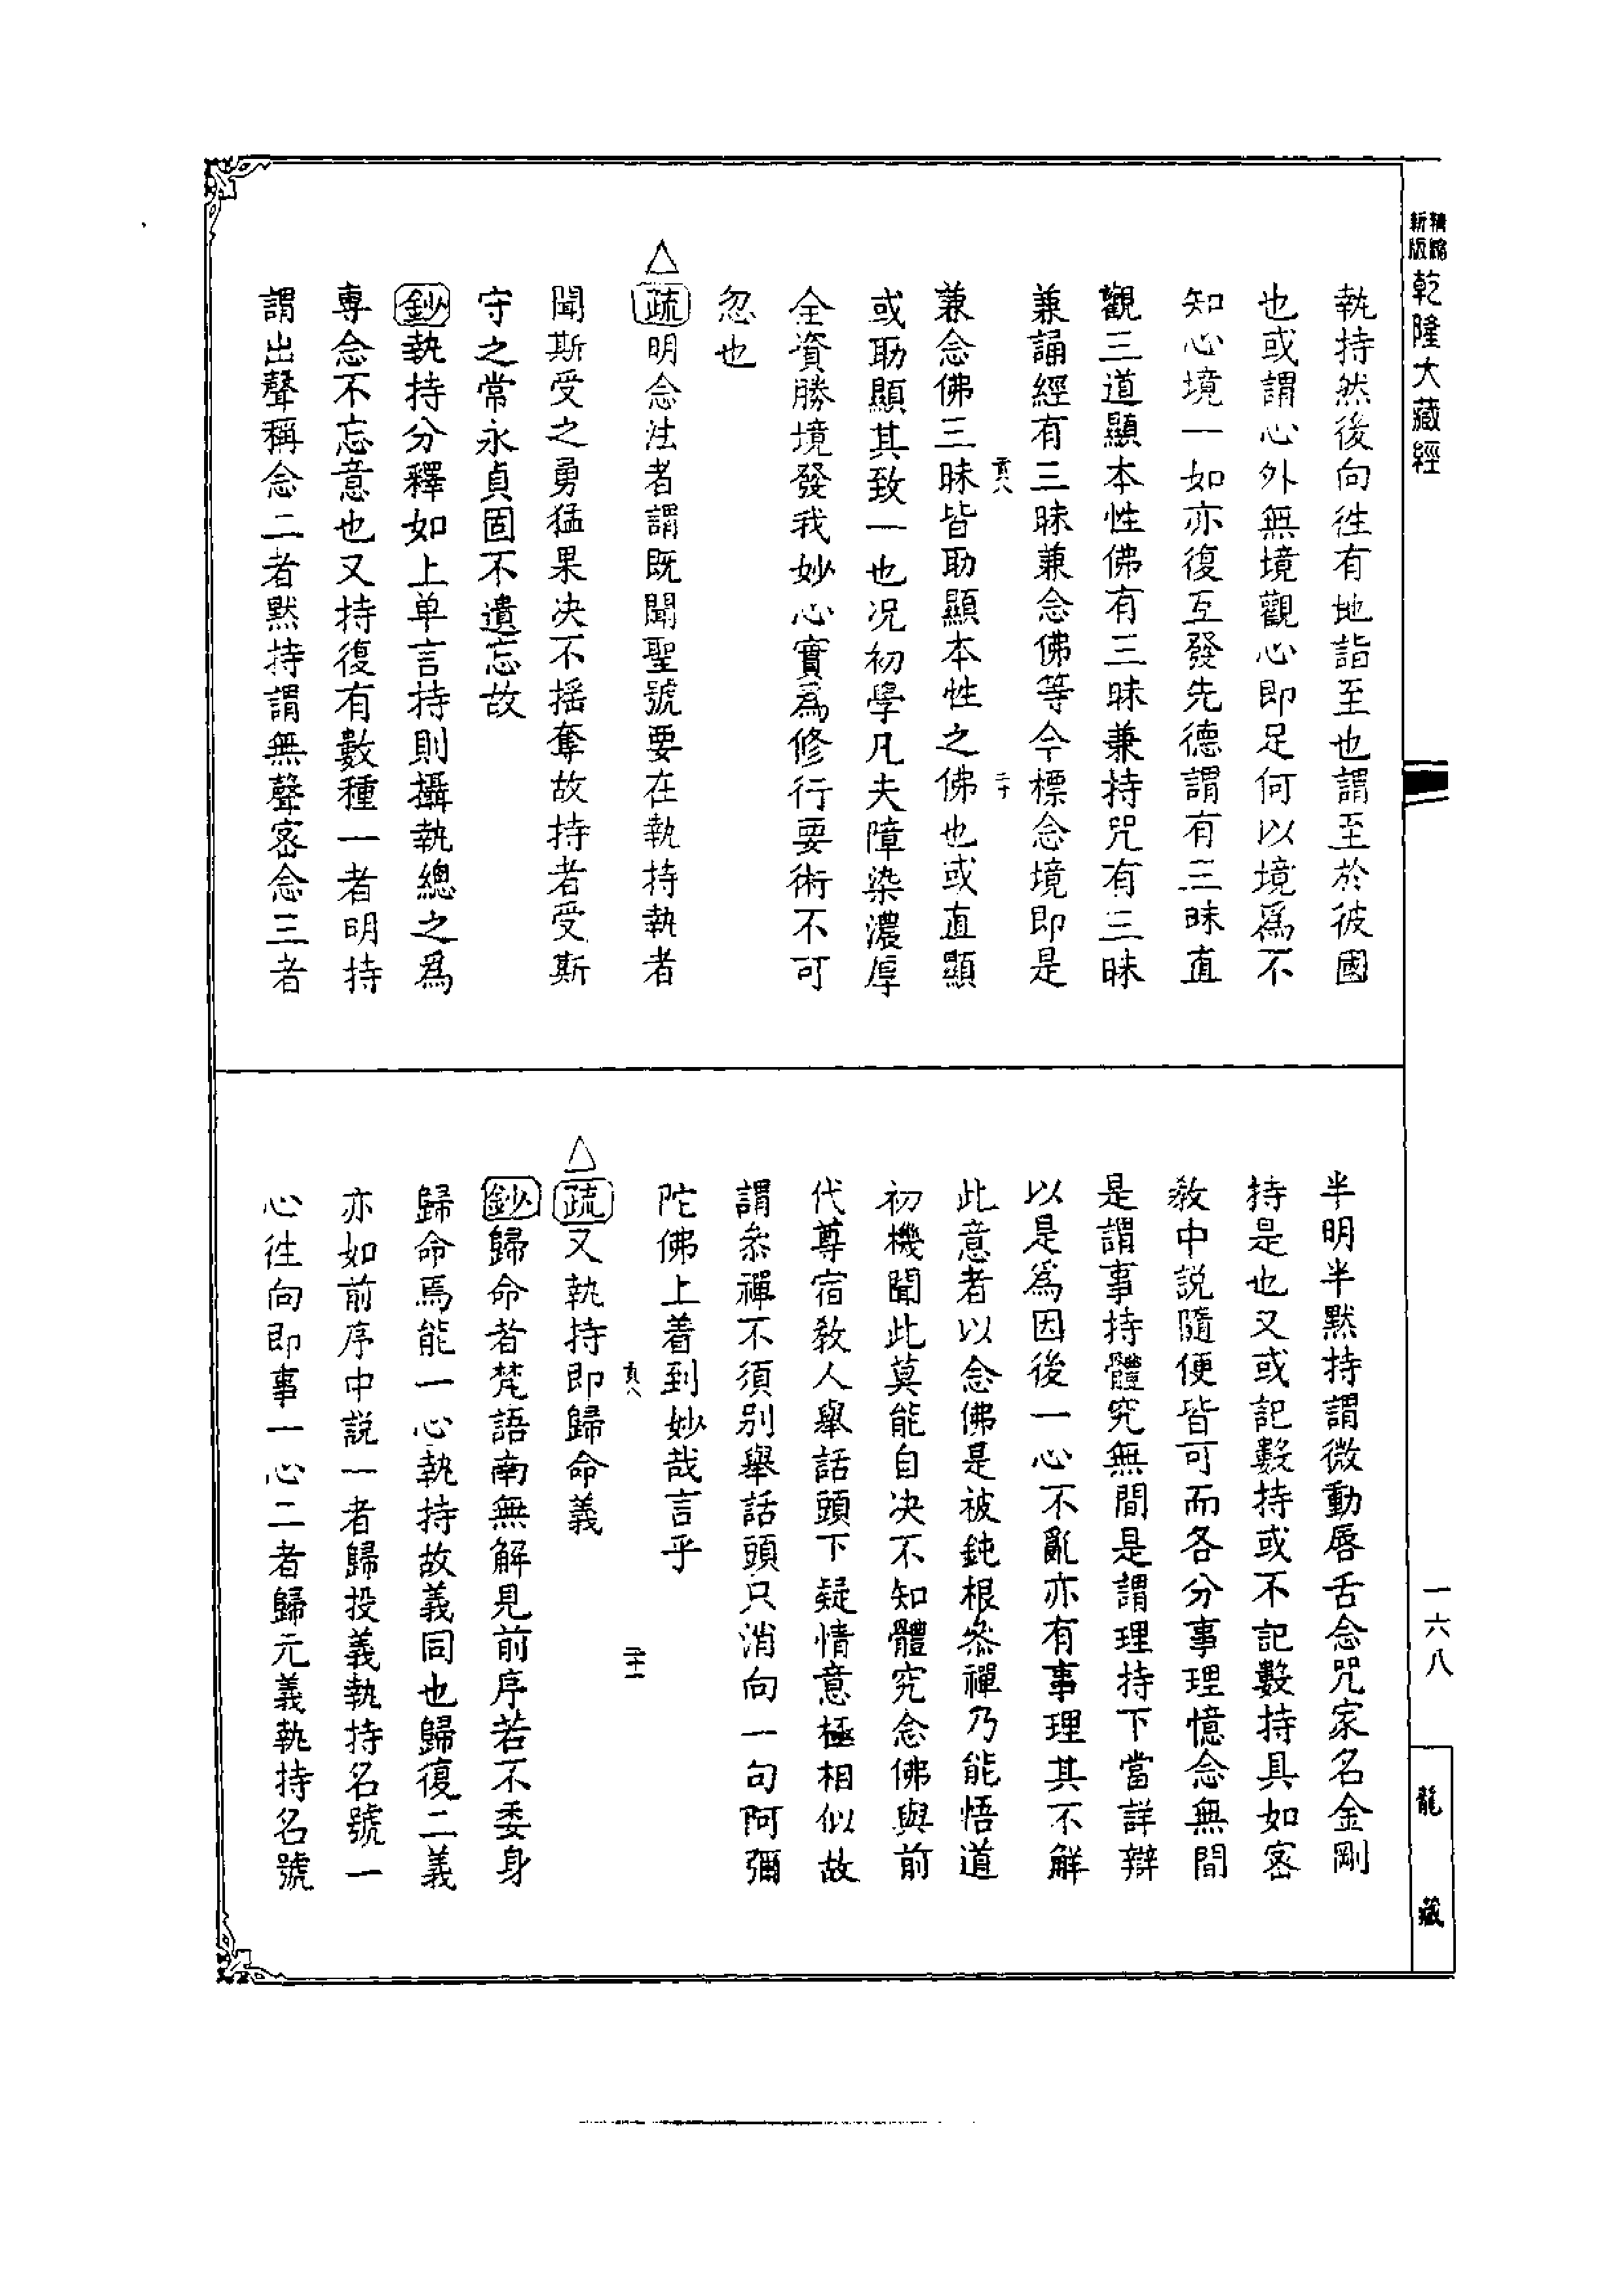 新精
版縮
乾隆大藏經
執持然後向徃有地詣至也謂至於彼國
也或謂心外無境觀心即足何以境爲不
知心境一如亦復互發先德謂有三昧直
觀三道顯本性佛有三昧兼持咒有三昧
兼誦經有三昧兼念佛等今標念境即是
二十
兼念佛三昧皆助顯本性之佛也或直顯
或助顯其致一也况初學凡夫障染濃厚
全資勝境發我妙心實爲修行要術不可
忽也
△疏明念法者謂既聞聖號要在執持執者
聞斯受之勇猛果决不摇奪故持者受斯
守之常永貞固不遺忘故
鈔執持分釋如上单言持則攝執總之爲
專念不忘意也又持復有數種一者明持
謂出聲稱念二者默持謂無聲宻念三者
半明半默持謂微動唇舌念咒家名金剛
持是也又或記數持或不記數持具如宻
教中説隨便皆可而各分事理憶念無間
是謂事持體究無間是謂理持下當詳辯
以是爲因後一心不亂亦有事理其不解
此意者以念佛是被鈍根叅禪乃能悟道
初機聞此莫能自决不知體究念佛與前
代尊宿教人舉話頭下疑情意極相似故
謂叅禪不須别舉話頭只消向一句阿彌
陀佛上着到妙哉言乎
二十一
△疏又執持即歸命義
鈔歸命者梵語南無解見前序若不委身
歸命焉能一心執持故義同也歸復二義
亦如前序中説一者歸投義執持名號一
心徃向即事一心二者歸元義執持名號
一六八
龍藏